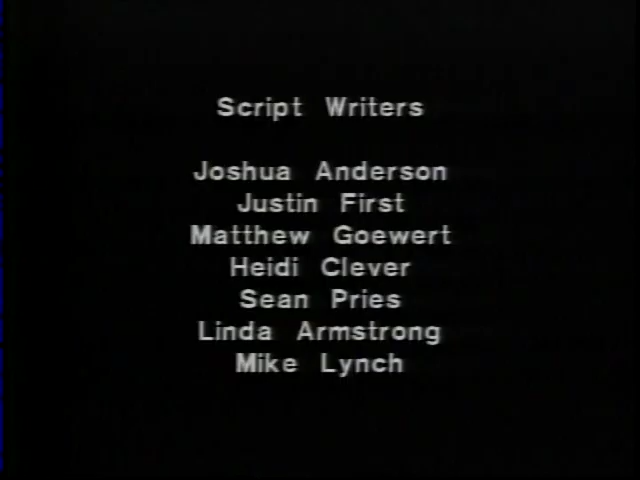 Script Writers
Joshua Anderson
Justin First
Matthew Goewert
Heidi Clever
Sean Pries
Linda Armstrong
Mike Lynch